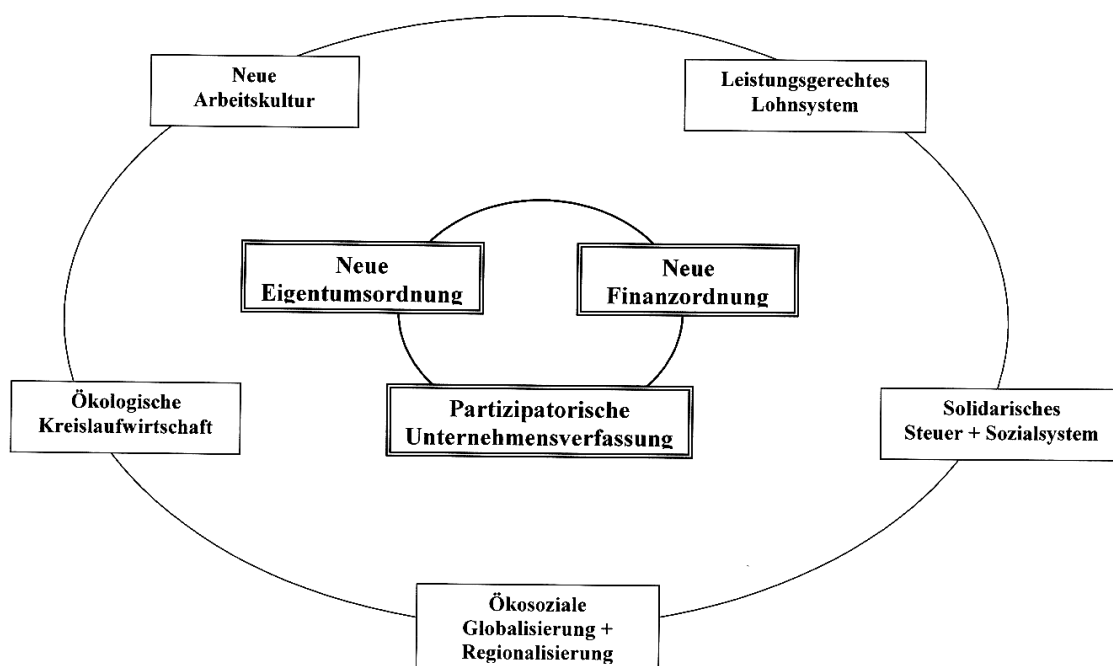 Neue
Arbeitskultur
Leistungsgerechtes
Lohnsystem
Neue
Eigentumsordnung
Neue
Finanzordnung
Ökologische
Kreislaufwirtschaft
Partizipatorische
Unternehmensverfassung
Solidarisches
Steuer + Sozialsystem
Ökosoziale
Globalisierung +
Regionalisierung